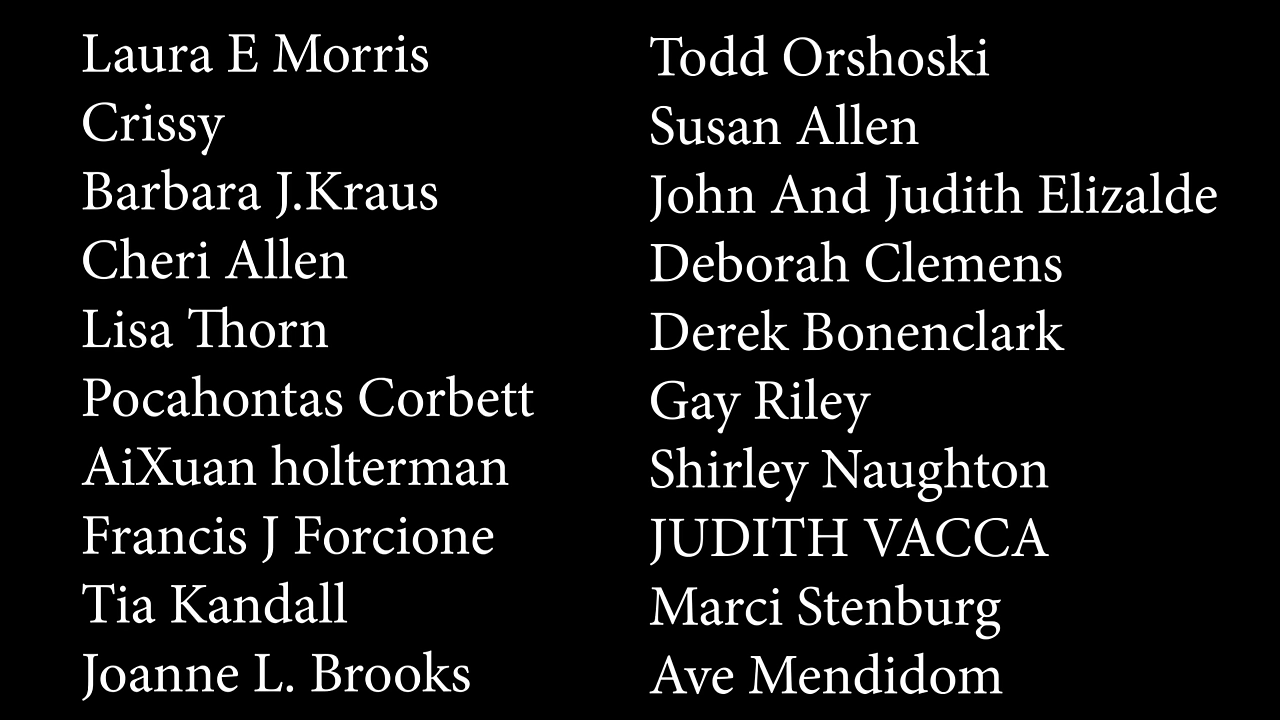 Laura E Morris
Crissy
Barbara J.Kraus
Cheri Allen
Lisa Thorn
Pocahontas Corbett
AiXuan holterman
Francis J Forcione
Tia Kandall
Joanne L. Brooks
Todd Orshoski
Susan Allen
John And Judith Elizalde
Deborah Clemens
Derek Bonenclark
Gay Riley
Shirley Naughton
JUDITH VACCA
Marci Stenburg
Ave Mendidom